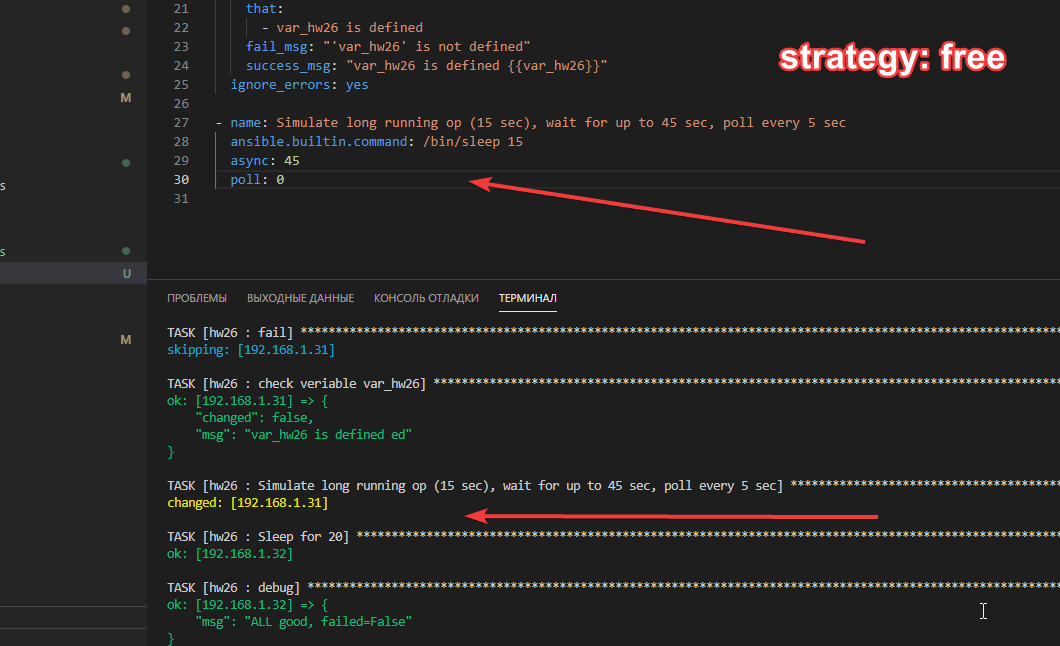 21 that:
22 - var_hw26 is defined
23 fail_msg: "'var_hw26' is not defined"
24 success_msg: "var_hw26 is defined {{var_hw26}}"
25 ignore_errors: yes
26
27 - name: Simulate long running op (15 sec), wait for up to 45 sec, poll every 5 sec
28 ansible.builtin.command: /bin/sleep 15
29 async: 45
30 poll: 0
31
strategy: free
M
s
s
U
M
ПРОБЛЕМЫ ВЫХОДНЫЕ ДАННЫЕ КОНСОЛЬ ОТЛАДКИ ТЕРМИНАЛ
TASK [hw26 : fail] ******************************************************************************************************
skipping: [192.168.1.31]
TASK [hw26 : check veriable var_hw26] ***********************************************************************************
ok: [192.168.1.31] => {
"changed": false,
"msg": "var_hw26 is defined ed"
}
TASK [hw26 : Simulate long running op (15 sec), wait for up to 45 sec, poll every 5 sec] **************************************
changed: [192.168.1.31]
TASK [hw26 : Sleep for 20] **********************************************************************************************
ok: [192.168.1.32]
TASK [hw26 : debug] *****************************************************************************************************
ok: [192.168.1.32] => {
"msg": "ALL good, failed=False"
}